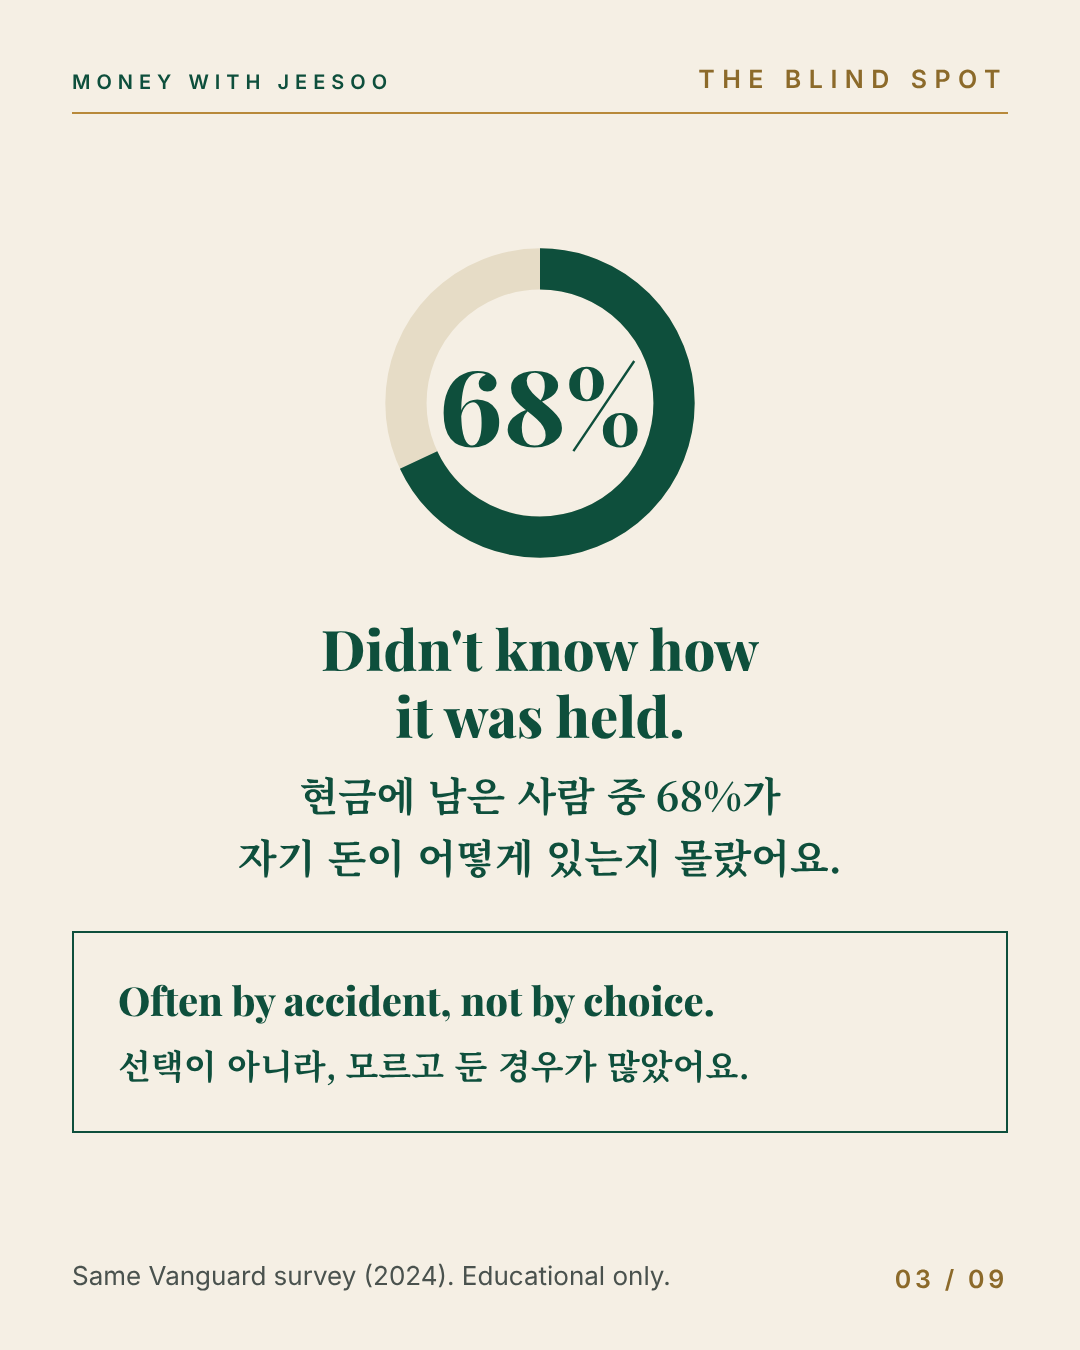 MONEY WITH JEESOO
THE BLIND SPOT
68%
Didn't know how
it was held.
현금에 남은 사람 중 68%가
자기 돈이 어떻게 있는지 몰랐어요.
Often by accident, not by choice.
선택이 아니라, 모르고 둔 경우가 많았어요.
Same Vanguard survey (2024). Educational only.
03 / 09